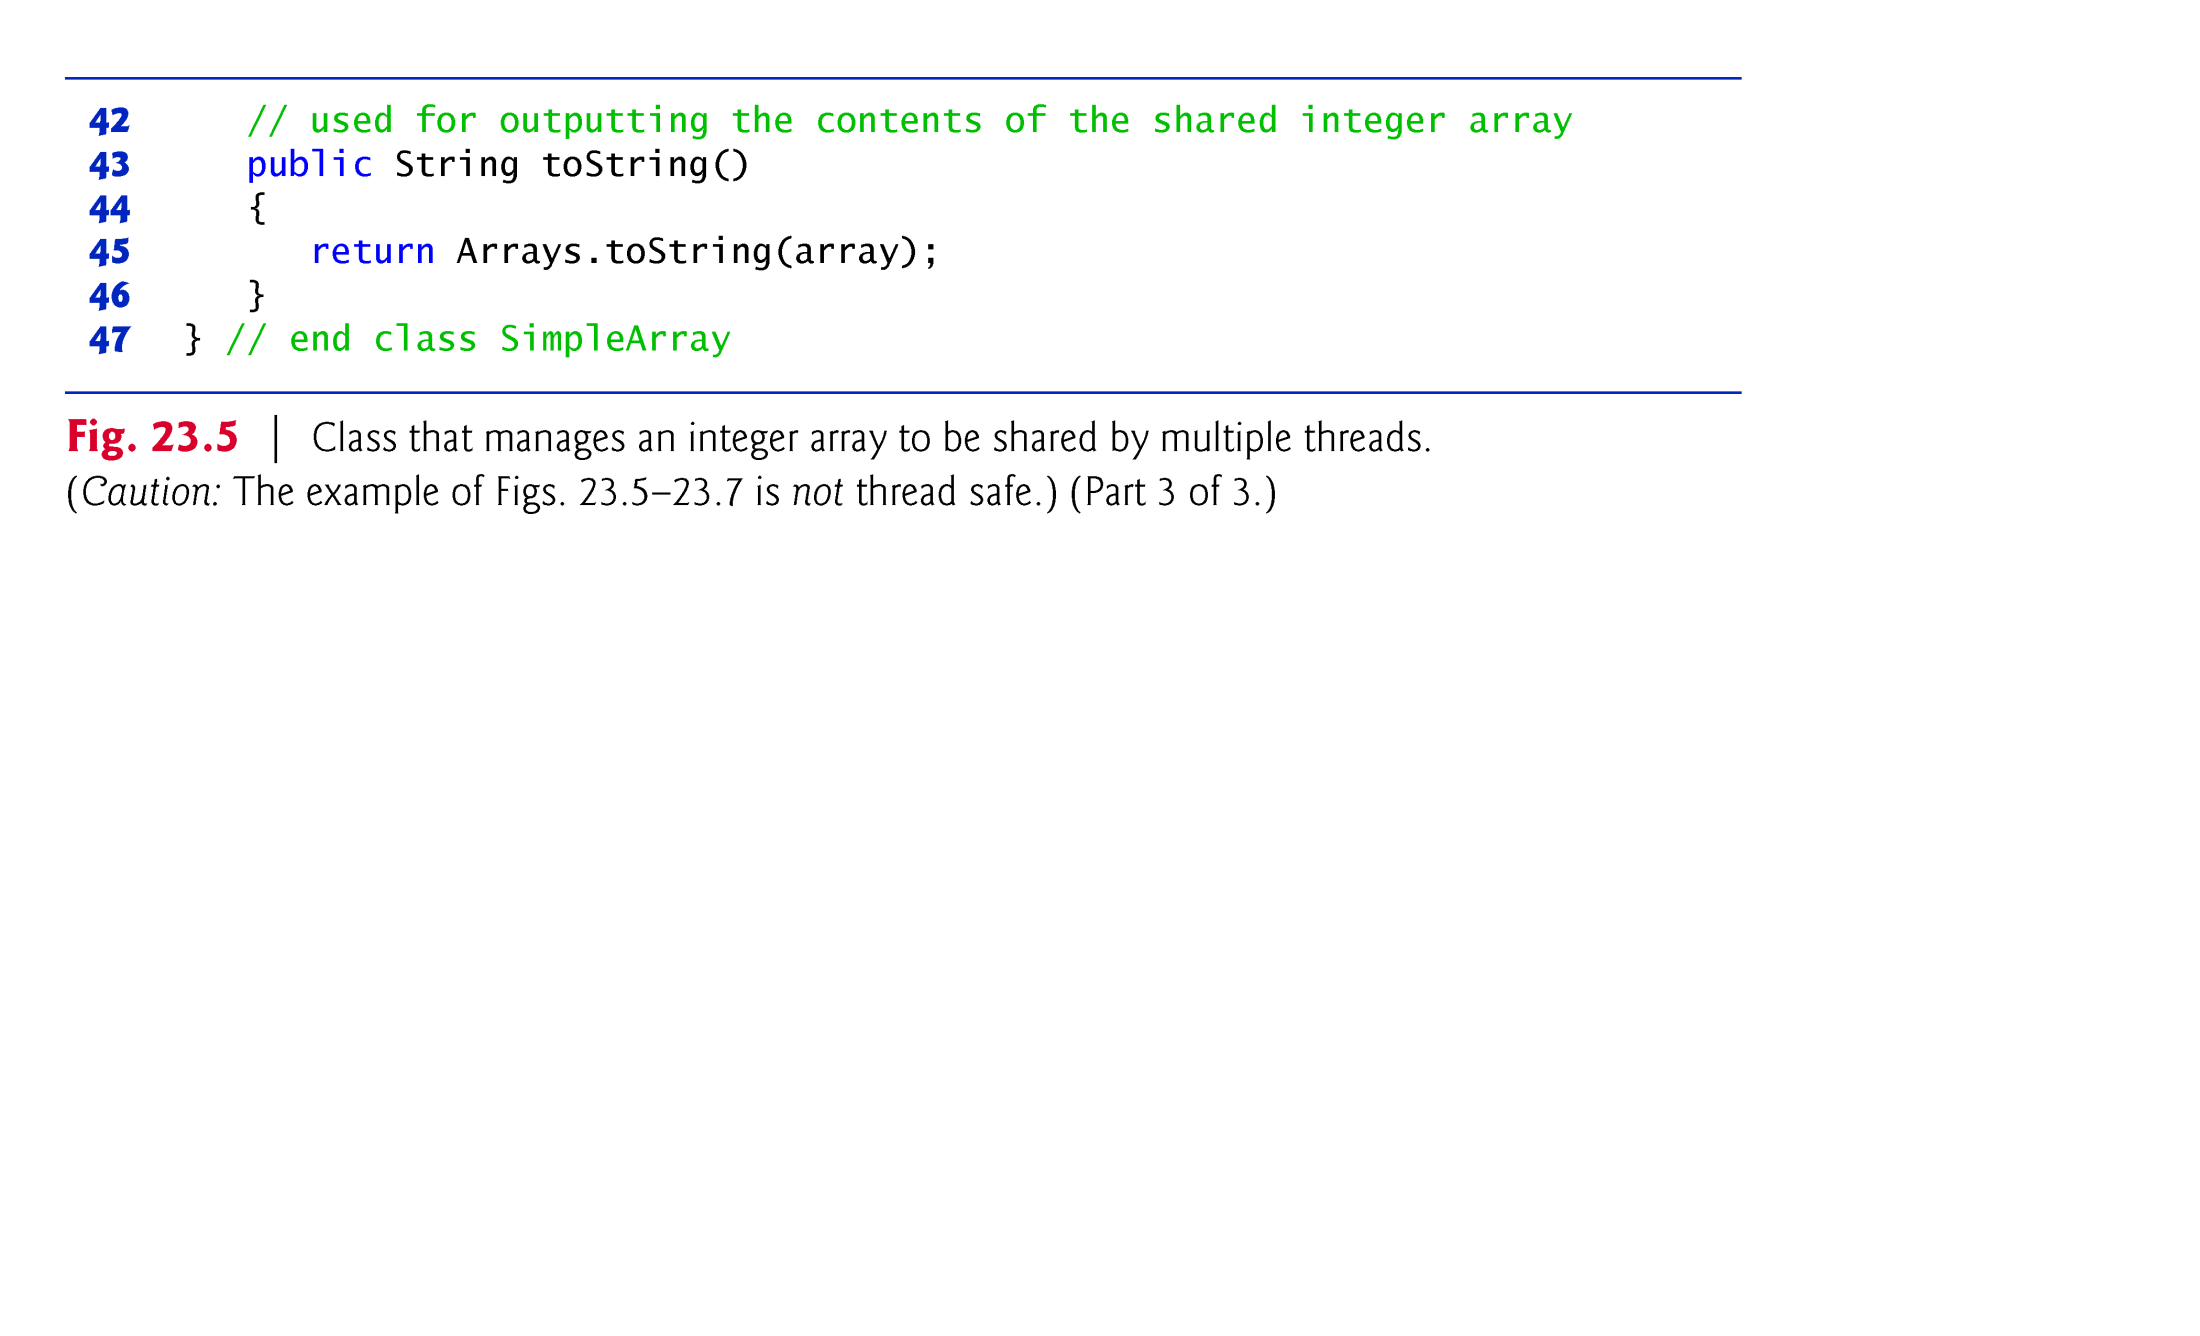 42 // used for outputting the contents of the shared integer array
43 public String toString()
44 {
45 return Arrays.toString(array);
46 }
47 } // end class SimpleArray
Fig. 23.5 | Class that manages an integer array to be shared by multiple threads.
(Caution: The example of Figs. 23.5–23.7 is not thread safe.) (Part 3 of 3.)